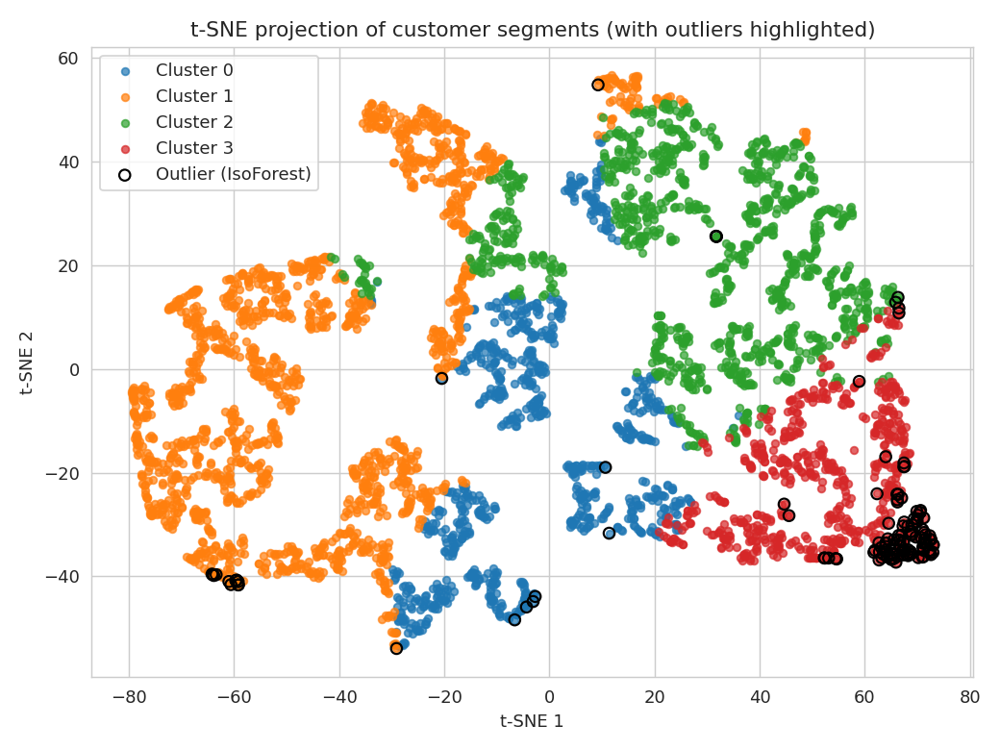 t-SNE projection of customer segments (with outliers highlighted)
Cluster 0
Cluster 1
Cluster 2
Cluster 3
Outlier (IsoForest)
60
40
20
0
−20
−40
t-SNE 2
−80
−60
−40
−20
0
20
40
60
80
t-SNE 1